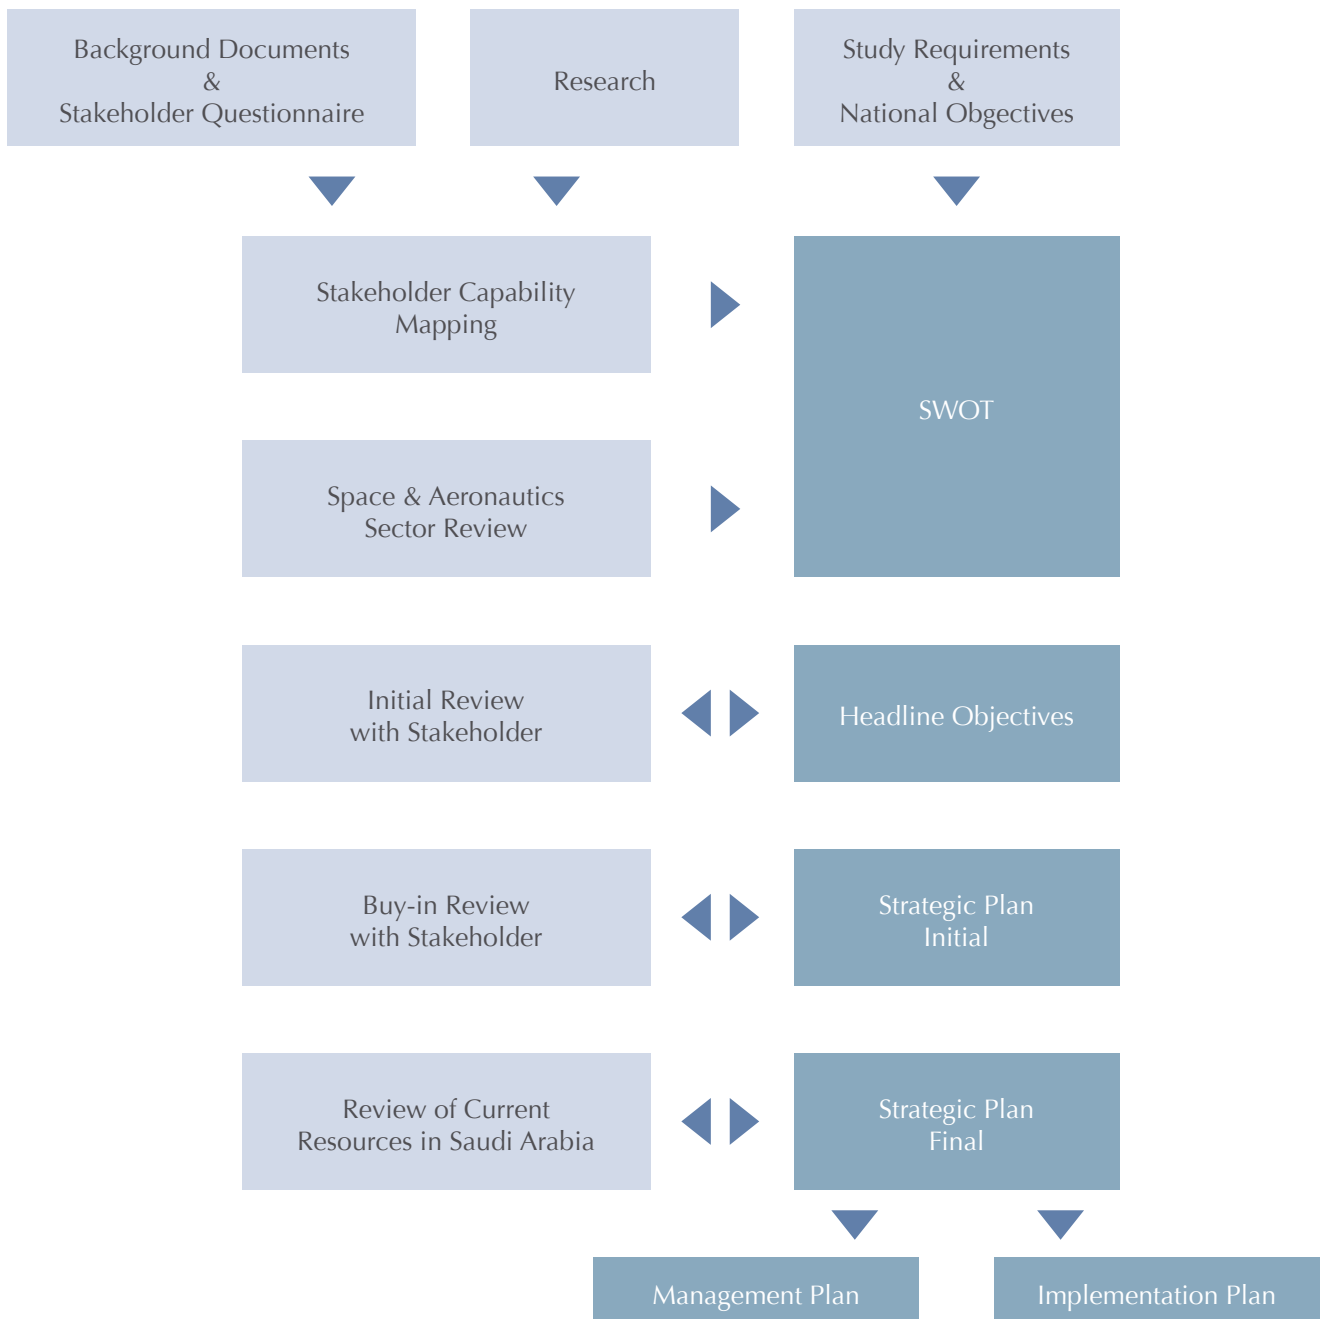 Background Documents
&
Stakeholder Questionnaire
Research
Study Requirements
&
National Obgectives
Stakeholder Capability
Mapping
SWOT
Space & Aeronautics
Sector Review
Initial Review
with Stakeholder
Headline Objectives
Buy-in Review
with Stakeholder
Strategic Plan
Initial
Review of Current
Resources in Saudi Arabia
Strategic Plan
Final
Management Plan
Implementation Plan